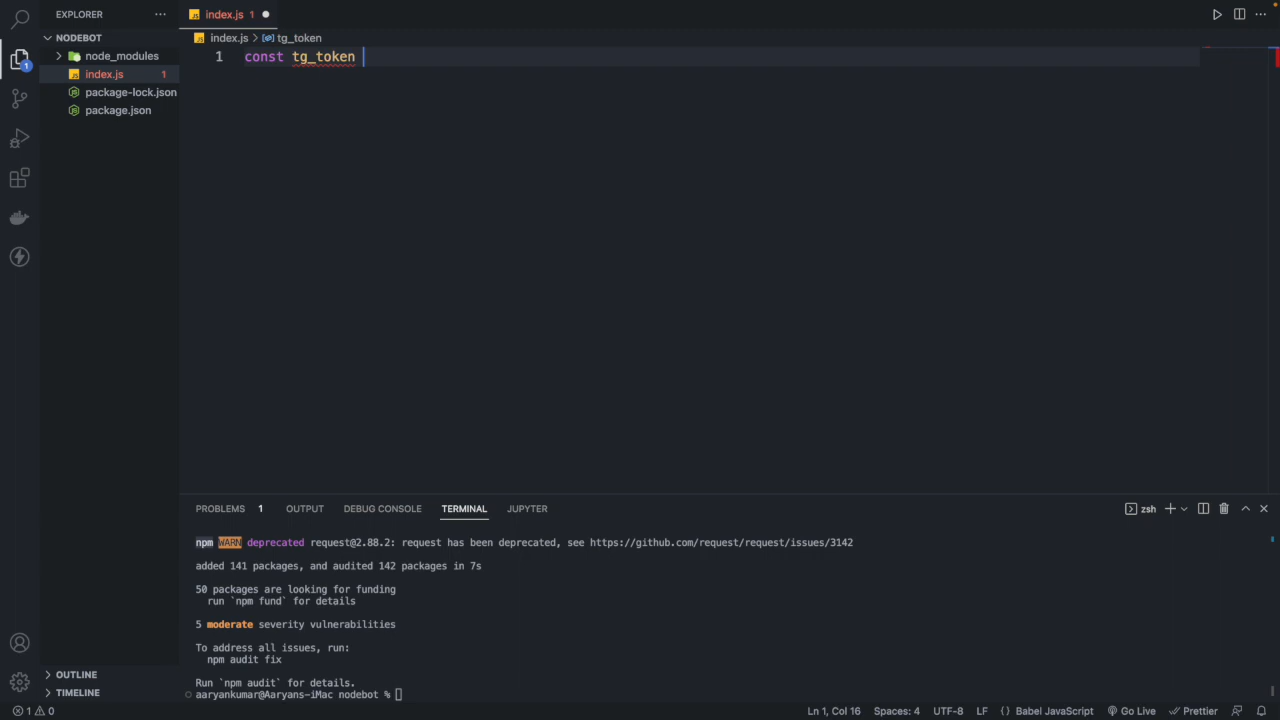 EXPLORER
index.js 1
NODEBOT
index.js > tg_token
node_modules
1 const tg_token
index.js 1
package-lock.json
package.json
PROBLEMS 1 OUTPUT DEBUG CONSOLE TERMINAL JUPYTER zsh
npm WARN deprecated request@2.88.2: request has been deprecated, see https://github.com/request/request/issues/3142
added 141 packages, and audited 142 packages in 7s
50 packages are looking for funding
run `npm fund` for details
5 moderate severity vulnerabilities
To address all issues, run:
npm audit fix
Run `npm audit` for details.
aaryankumar@Aaryans-iMac nodebot %
OUTLINE
TIMELINE
1 0 Ln 1, Col 16 Spaces: 4 UTF-8 LF {} Babel JavaScript Go Live Prettier
1